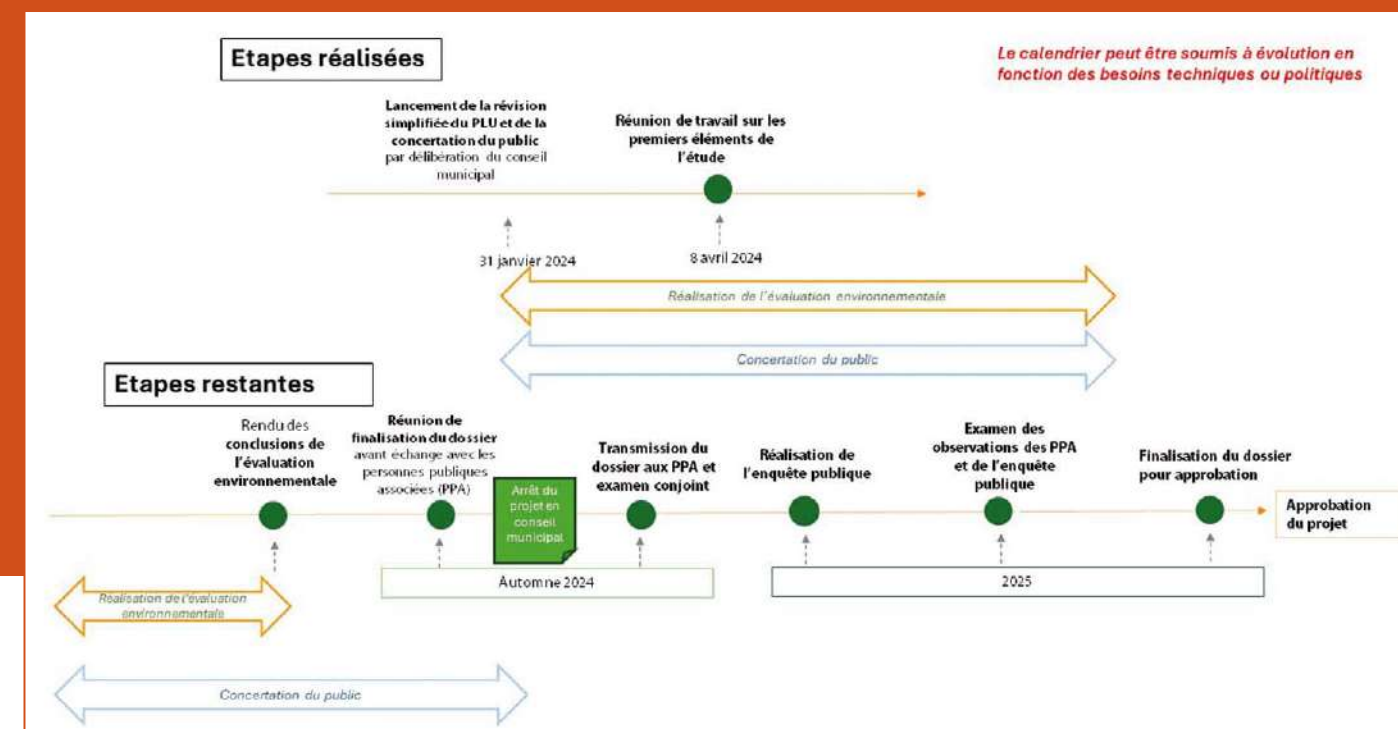 Etapes réalisées
Le calendrier peut être soumis à évolution en
fonction des besoins techniques ou politiques
Lancement de la révision
simplifiée du PLU et de la
concertation du public
par délibération du conseil
municipal
Réunion de travail sur les
premiers éléments de
l'étude
31 janvier 2024
8 avril 2024
Réalisation de l'évaluation environnementale
Concertation du public
Etapes restantes
Rendu des
conclusions de
l'évaluation
environnementale
Réunion de
finalisation du dossier
avant échange avec les
personnes publiques
associées (PPA)
Arrêt du
projet en
conseil
municipal
Transmission du
dossier aux PPA et
examen conjoint
Réalisation de
l'enquête publique
Examen des
observations des PPA
et de l'enquête
publique
Finalisation du dossier
pour approbation
Approbation
du projet
Automne 2024
2025
Réalisation de l'évaluation
environnementale
Concertation du public